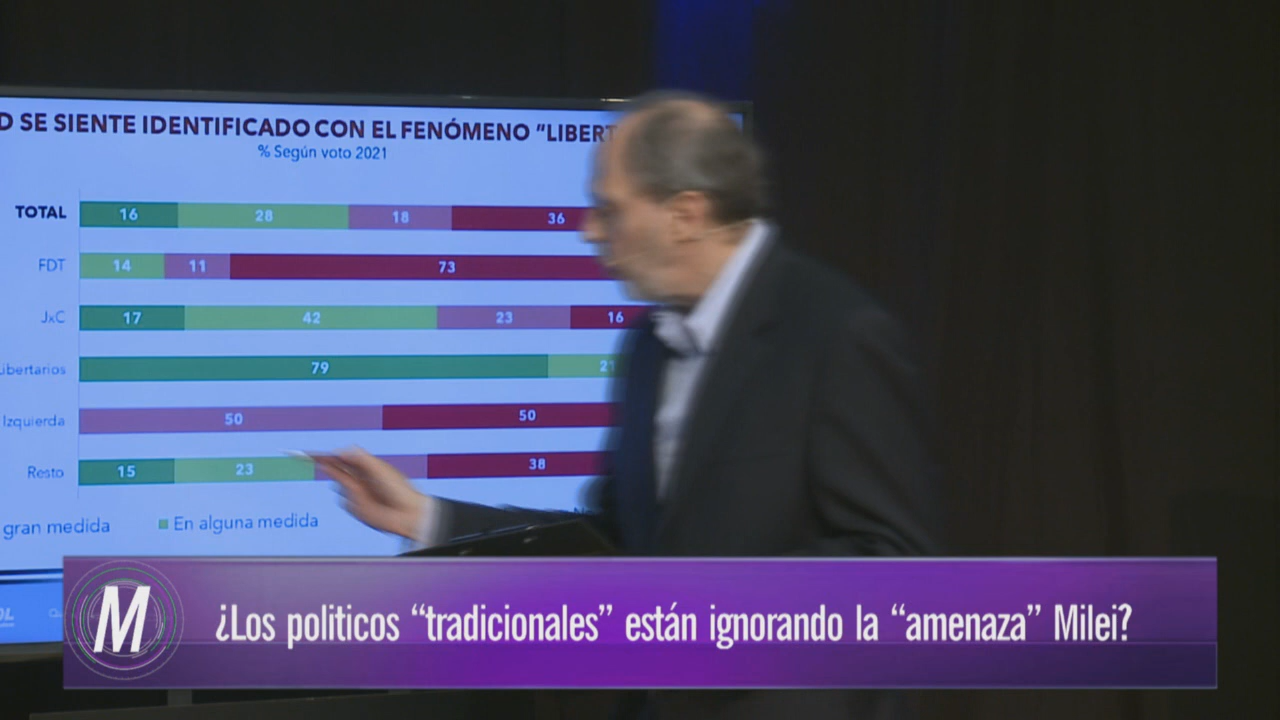 D SE SIENTE IDENTIFICADO CON EL FENÓMENO “LIBERT
% Según voto 2021
TOTAL 16 28 18 36
FDT 14 11 73
JxC 17 42 23 16
ibertarios 79 21
Izquierda 50 50
Resto 15 23 38
gran medida En alguna medida
M
¿Los politicos “tradicionales” están ignorando la “amenaza” Milei?